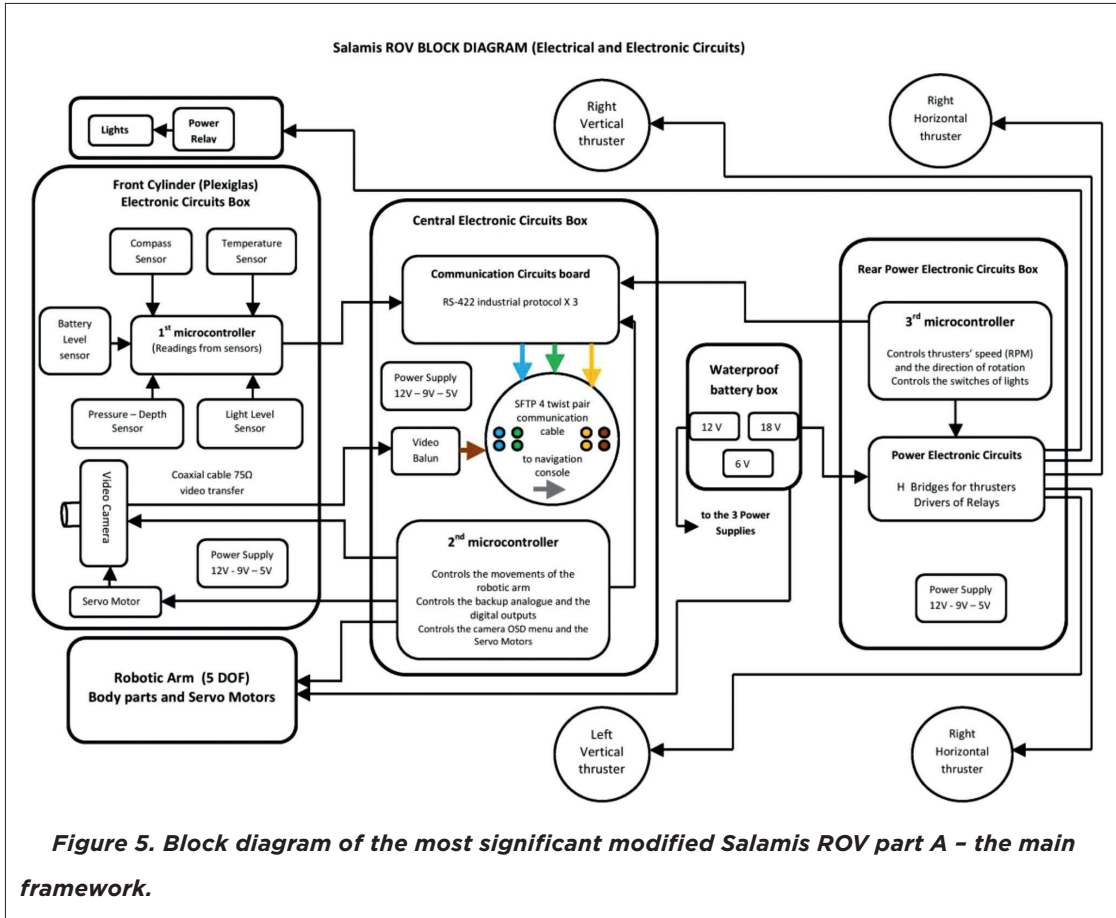 Salamis ROV BLOCK DIAGRAM (Electrical and Electronic Circuits)
Lights
Power
Relay
Right
Vertical
thruster
Right
Horizontal
thruster
Front Cylinder (Plexiglas)
Electronic Circuits Box
Compass
Sensor
Temperature
Sensor
Battery
Level
sensor
1st microcontroller
(Readings from sensors)
Pressure – Depth
Sensor
Light Level
Sensor
Coaxial cable 75Ω
video transfer
Video Camera
Power Supply
12V - 9V – 5V
Servo Motor
Robotic Arm (5 DOF)
Body parts and Servo Motors
Central Electronic Circuits Box
Communication Circuits board
RS-422 industrial protocol X 3
Power Supply
12V – 9V – 5V
Video
Balun
SFTP 4 twist pair
communication
cable
to navigation
console
2nd microcontroller
Controls the movements of the
robotic arm
Controls the backup analogue and the
digital outputs
Controls the camera OSD menu and the
Servo Motors
Waterproof
battery box
12 V
18 V
6 V
to the 3 Power
Supplies
Rear Power Electronic Circuits Box
3rd microcontroller
Controls thrusters’ speed (RPM)
and the direction of rotation
Controls the switches of lights
Power Electronic Circuits
H Bridges for thrusters
Drivers of Relays
Power Supply
12V - 9V – 5V
Left
Vertical
thruster
Right
Horizontal
thruster
Figure 5. Block diagram of the most significant modified Salamis ROV part A – the main
framework.